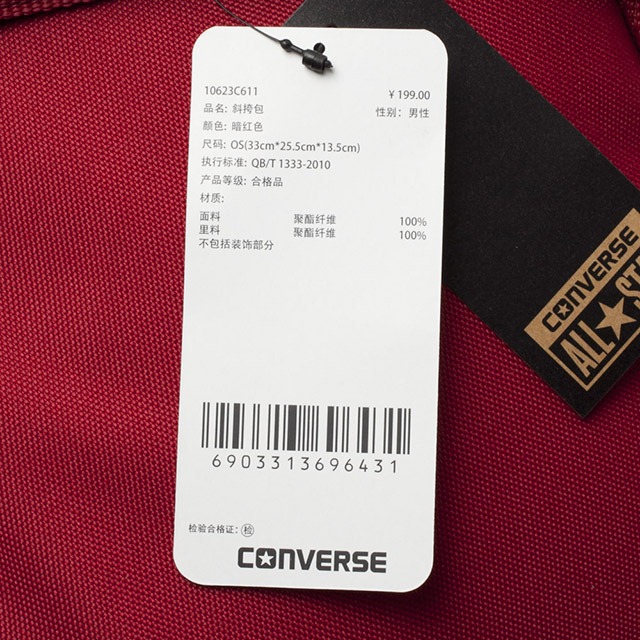 10623C611 ¥ 199.00
品名: 斜挎包 性别: 男性
颜色: 暗红色
尺码: OS(33cm*25.5cm*13.5cm)
执行标准: QB/T 1333-2010
产品等级: 合格品
材质:
面料 聚酯纤维 100%
里料 聚酯纤维 100%
不包括装饰部分
6903313696431
检验合格证: 检
CONVERSE
CONVERSE
ALL ST